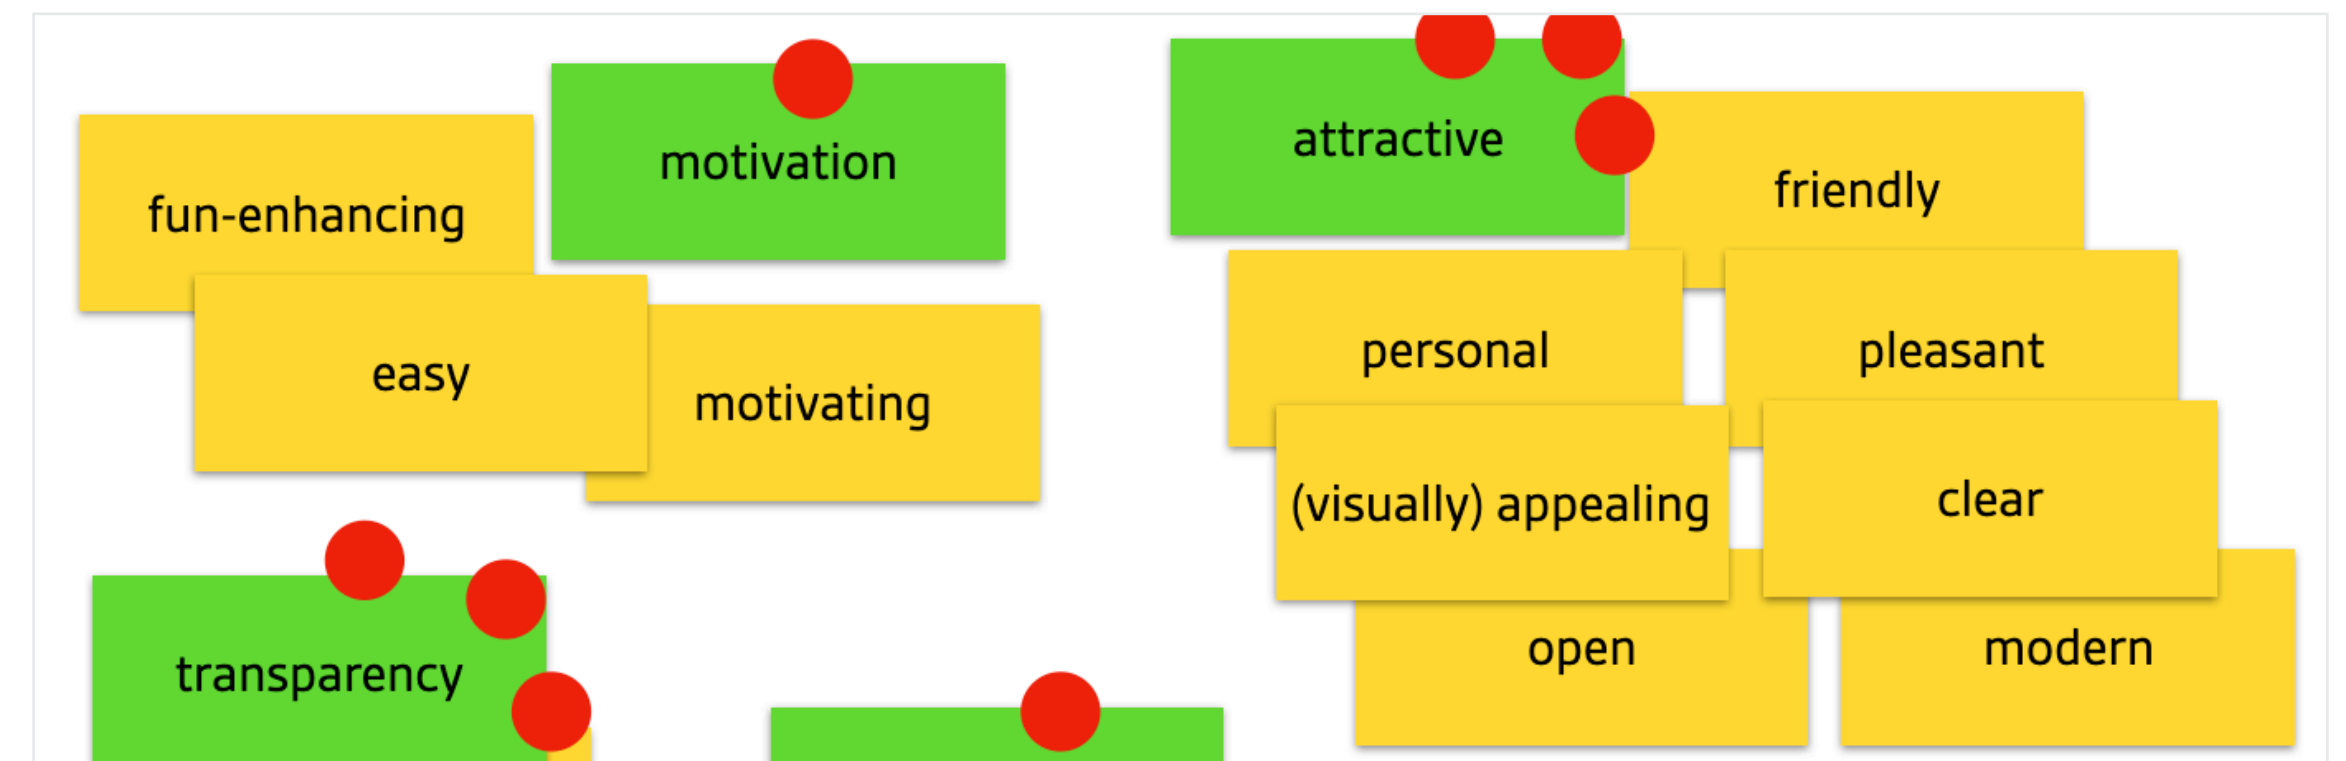 motivation
fun-enhancing
easy
motivating
attractive
friendly
personal
pleasant
(visually) appealing
clear
open
modern
transparency